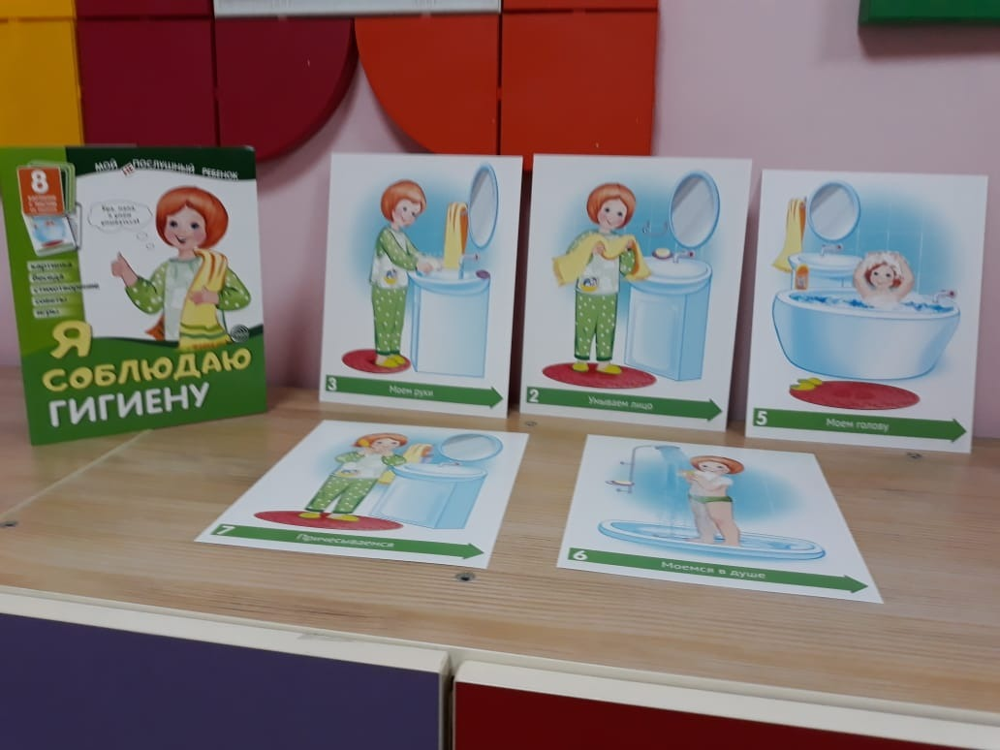 МОЙ НЕПОСЛУШНЫЙ РЕБЕНОК
8
картинка
беседа
стихотворение
советы
игры
Я
СОБЛЮДАЮ
ГИГИЕНУ
3 Моем руки
2 Умываем лицо
5 Моем голову
7 Причесываемся
6 Моемся в душе